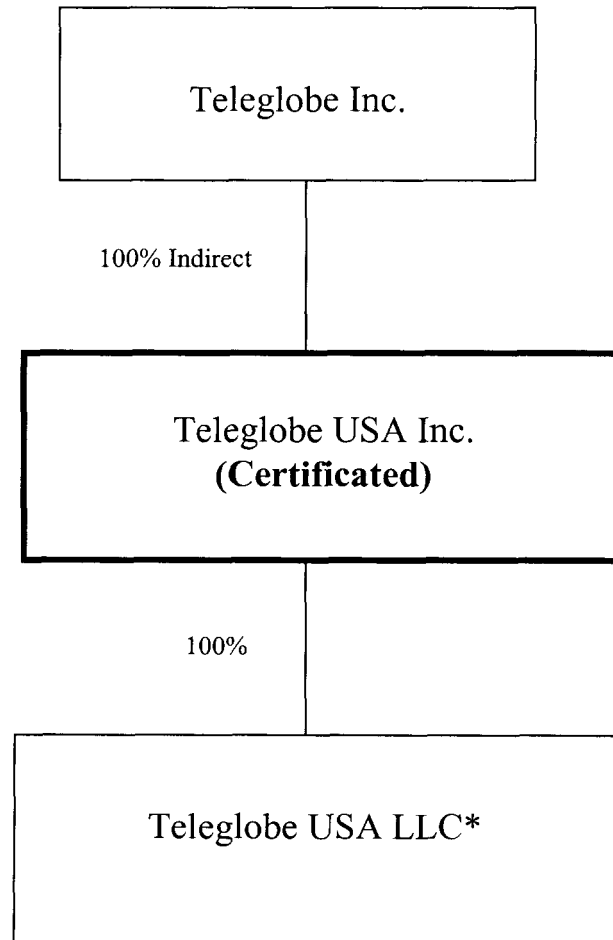 Teleglobe Inc.
100% Indirect
Teleglobe USA Inc.
(Certificated)
100%
Teleglobe USA LLC*